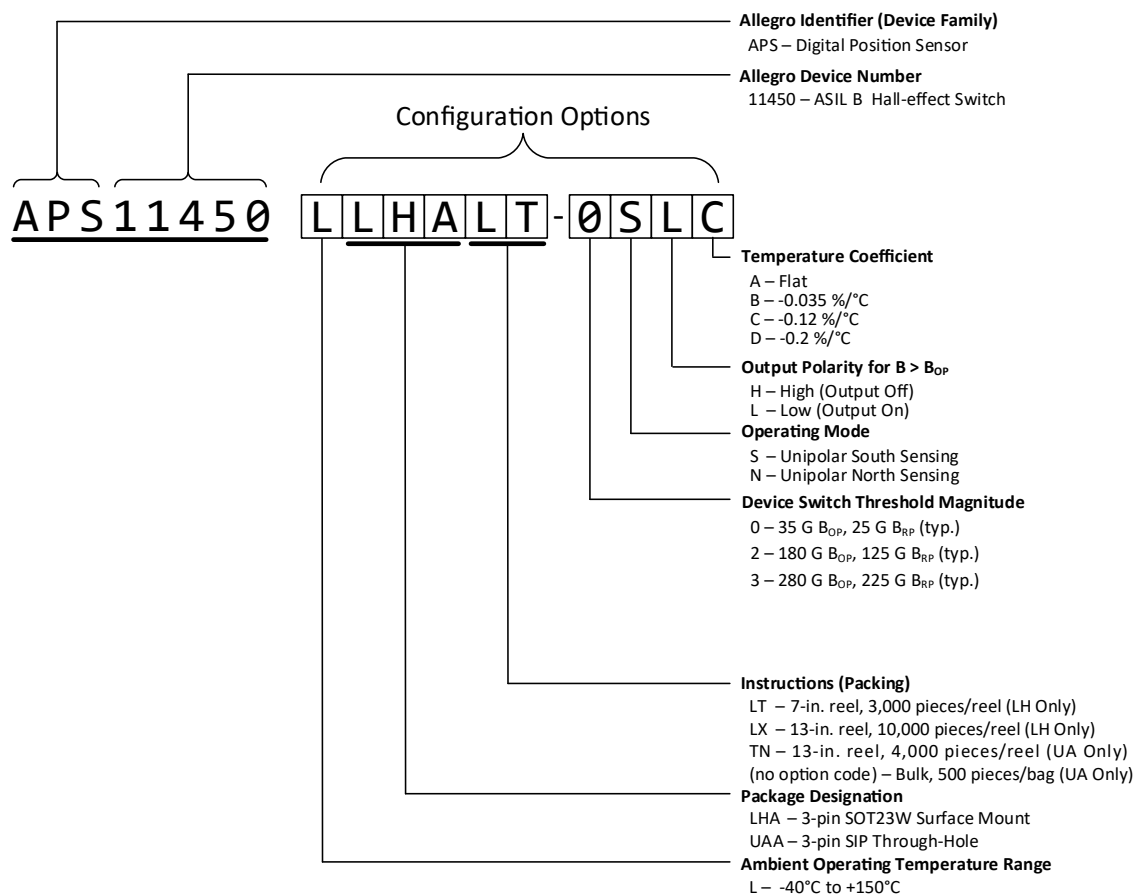 Allegro Identifier (Device Family)
APS – Digital Position Sensor
Allegro Device Number
11450 – ASIL B Hall-effect Switch
Configuration Options
APS11450 LLHALT-0SLC
Temperature Coefficient
A – Flat
B – -0.035 %/°C
C – -0.12 %/°C
D – -0.2 %/°C
Output Polarity for B > BOP
H – High (Output Off)
L – Low (Output On)
Operating Mode
S – Unipolar South Sensing
N – Unipolar North Sensing
Device Switch Threshold Magnitude
0 – 35 G BOP, 25 G BRP (typ.)
2 – 180 G BOP, 125 G BRP (typ.)
3 – 280 G BOP, 225 G BRP (typ.)
Instructions (Packing)
LT – 7-in. reel, 3,000 pieces/reel (LH Only)
LX – 13-in. reel, 10,000 pieces/reel (LH Only)
TN – 13-in. reel, 4,000 pieces/reel (UA Only)
(no option code) – Bulk, 500 pieces/bag (UA Only)
Package Designation
LHA – 3-pin SOT23W Surface Mount
UAA – 3-pin SIP Through-Hole
Ambient Operating Temperature Range
L – -40°C to +150°C